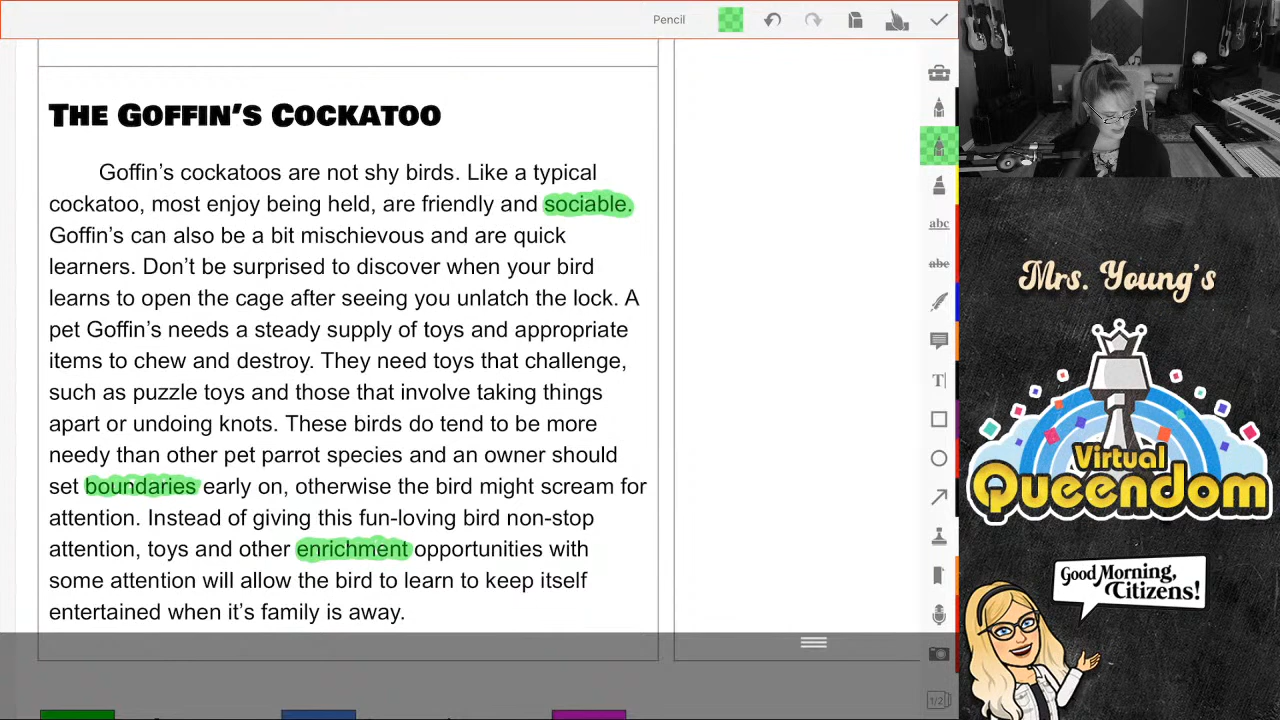 Pencil
THE GOFFIN'S COCKATOO
Goffin's cockatoos are not shy birds. Like a typical
cockatoo, most enjoy being held, are friendly and sociable.
Goffin's can also be a bit mischievous and are quick
learners. Don't be surprised to discover when your bird
learns to open the cage after seeing you unlatch the lock. A
pet Goffin's needs a steady supply of toys and appropriate
items to chew and destroy. They need toys that challenge,
such as puzzle toys and those that involve taking things
apart or undoing knots. These birds do tend to be more
needy than other pet parrot species and an owner should
set boundaries early on, otherwise the bird might scream for
attention. Instead of giving this fun-loving bird non-stop
attention, toys and other enrichment opportunities with
some attention will allow the bird to learn to keep itself
entertained when it's family is away.
abc
abc
T
1/2
Mrs. Young's
Virtual
Queendom
Good Morning,
Citizens!